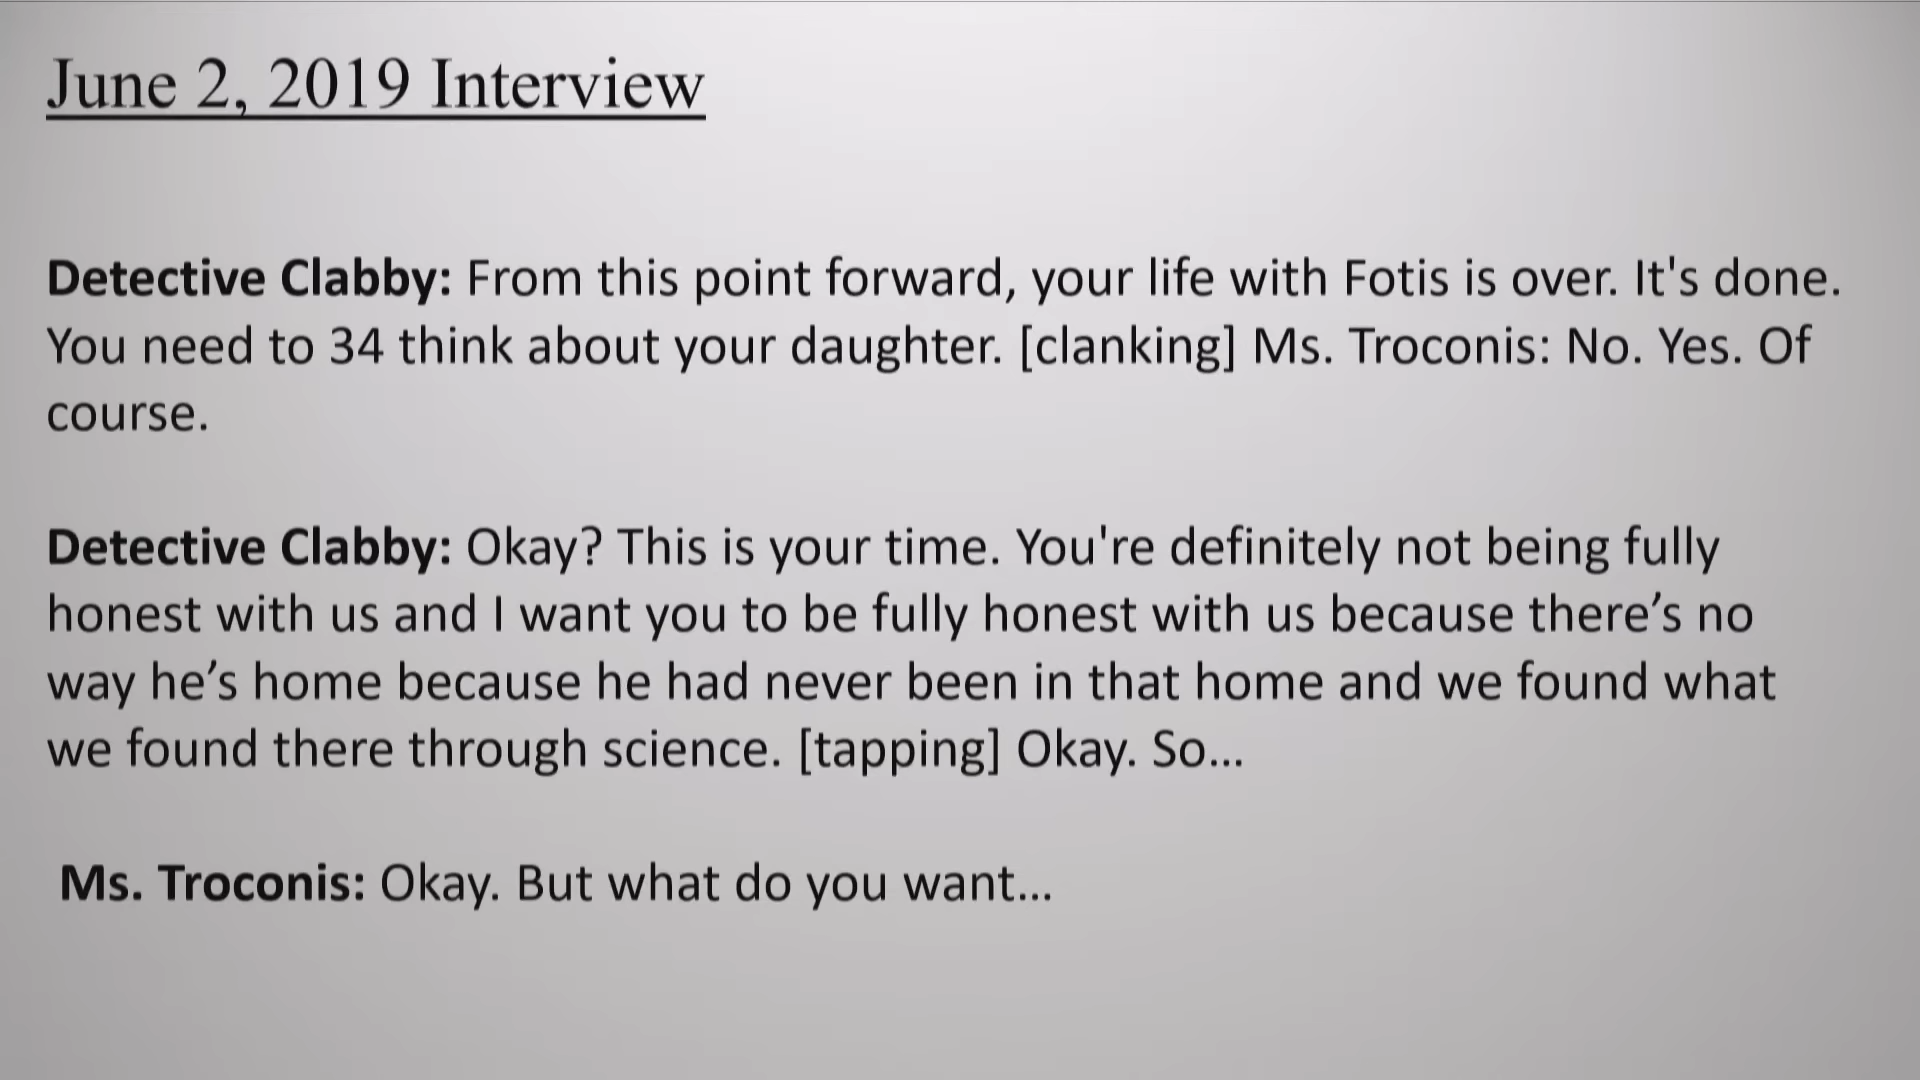 June 2, 2019 Interview
Detective Clabby: From this point forward, your life with Fotis is over. It's done.
You need to 34 think about your daughter. [clanking] Ms. Troconis: No. Yes. Of
course.
Detective Clabby: Okay? This is your time. You're definitely not being fully
honest with us and I want you to be fully honest with us because there’s no
way he’s home because he had never been in that home and we found what
we found there through science. [tapping] Okay. So...
Ms. Troconis: Okay. But what do you want...